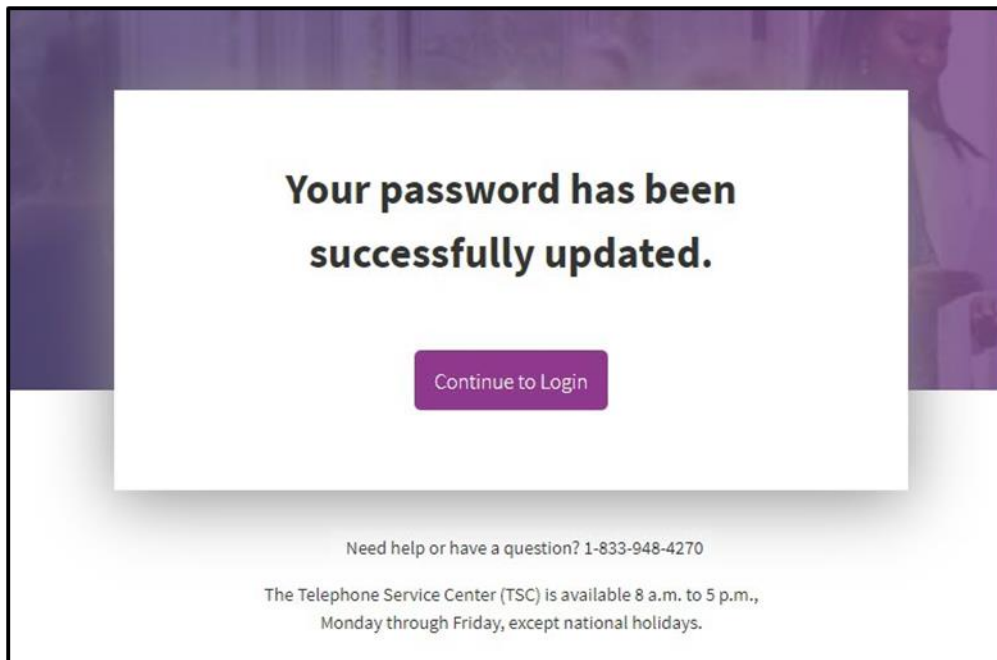 Your password has been
successfully updated.
Continue to Login
Need help or have a question? 1-833-948-4270
The Telephone Service Center (TSC) is available 8 a.m. to 5 p.m.,
Monday through Friday, except national holidays.